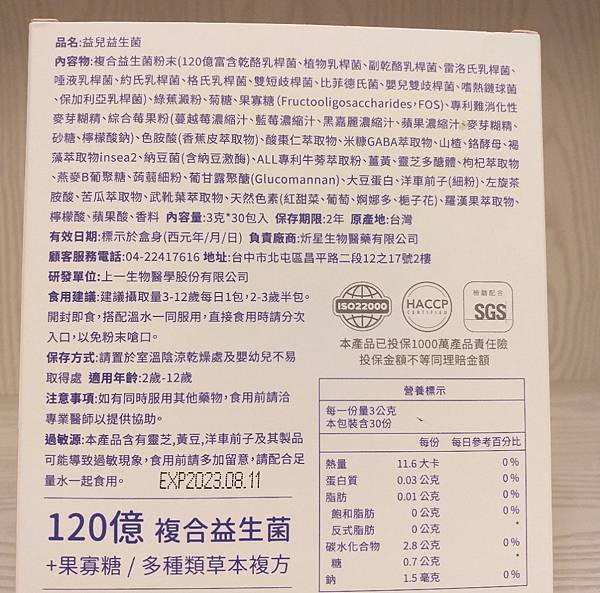 品名:益兒益生菌
內容物:複合益生菌粉末(120億富含乾酪乳桿菌、植物乳桿菌、副乾酪乳桿菌、雷洛氏乳桿菌、
唾液乳桿菌、約氏乳桿菌、格氏乳桿菌、雙短歧桿菌、比菲德氏菌、嬰兒雙歧桿菌、嗜熱鏈球菌
、保加利亞乳桿菌)、綠蕉澱粉、菊糖、果寡糖(Fructooligosaccharides,FOS)、專利難消化性
麥芽糊精、綜合莓果粉(蔓越莓濃縮汁、藍莓濃縮汁、黑嘉麗濃縮汁、蘋果濃縮汁、麥芽糊精、
砂糖、檸檬酸鈉)、色胺酸(香蕉皮萃取物)、酸棗仁萃取物、米糠GABA萃取物、山楂、鉻酵母、褐
藻萃取物insea2、納豆菌(含納豆激酶)、ALL專利牛蒡萃取粉、薑黃、靈芝多醣體、枸杞萃取物
、燕麥B葡聚糖、蒟蒻細粉、葡甘露聚醣(Glucomannan)、大豆蛋白、洋車前子(細粉)、左旋茶
胺酸、苦瓜萃取物、武靴葉萃取物、天然色素(紅甜菜、葡萄、婀娜多、梔子花)、羅漢果萃取物、
檸檬酸、蘋果酸、香料 內容量:3克*30包入 保存期限:2年 原產地:台灣
有效日期:標示於盒身(西元年/月/日) 負責廠商:炘星生物醫藥有限公司
顧客服務電話:04-22417616 地址:台中市北屯區昌平路二段12之17號2樓
研發單位:上一生物醫學股份有限公司
食用建議:建議攝取量3-12歲每日1包,2-3歲半包。
開封即食,搭配溫水一同服用,直接食用時請分次
入口,以免粉末嗆口。
保存方式:請置於室溫陰涼乾燥處及嬰幼兒不易
取得處 適用年齡:2歲-12歲
注意事項:如有同時服用其他藥物,食用前請洽
專業醫師以提供協助。
過敏源:本產品含有靈芝,黃豆,洋車前子及其製品
可能導致過敏現象,食用前請多加留意,請配合足
量水一起食用。 EXP2023.08.11
120億 複合益生菌
+果寡糖 / 多種類草本複方
ISO22000
HACCP
CERTIFIED
檢驗配合
SGS
本產品已投保1000萬產品責任險
投保金額不等同理賠金額
營養標示
每一份量3公克
本包裝含30份
每份 每日參考百分比
熱量 11.6 大卡 0%
蛋白質 0.03 公克 0%
脂肪 0.01 公克 0%
飽和脂肪 0 公克 0%
反式脂肪 0 公克 *
碳水化合物 2.8 公克 0%
糖 0.7 公克 *
鈉 1.5 毫克 0%